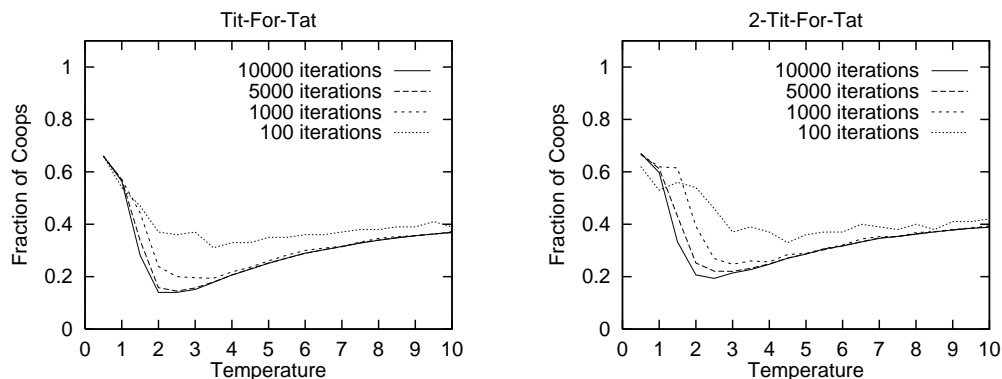 Tit-For-Tat
Fraction of Coops
1
0.8
0.6
0.4
0.2
0
10000 iterations
5000 iterations
1000 iterations
100 iterations
0 1 2 3 4 5 6 7 8 9 10
Temperature
2-Tit-For-Tat
Fraction of Coops
1
0.8
0.6
0.4
0.2
0
10000 iterations
5000 iterations
1000 iterations
100 iterations
0 1 2 3 4 5 6 7 8 9 10
Temperature